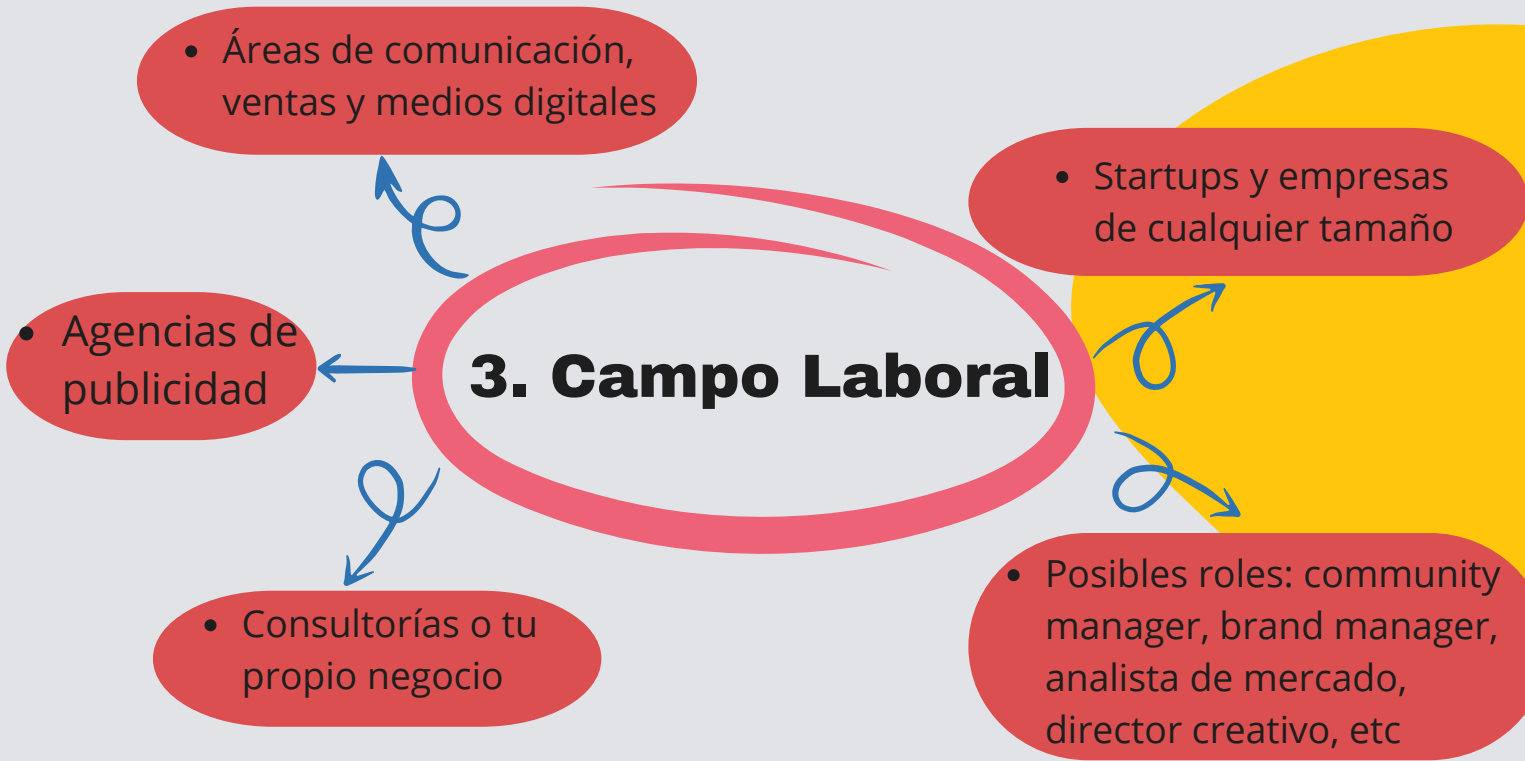 • Áreas de comunicación,
ventas y medios digitales
• Startups y empresas
de cualquier tamaño
• Agencias de
publicidad
3. Campo Laboral
• Consultorías o tu
propio negocio
• Posibles roles: community
manager, brand manager,
analista de mercado,
director creativo, etc